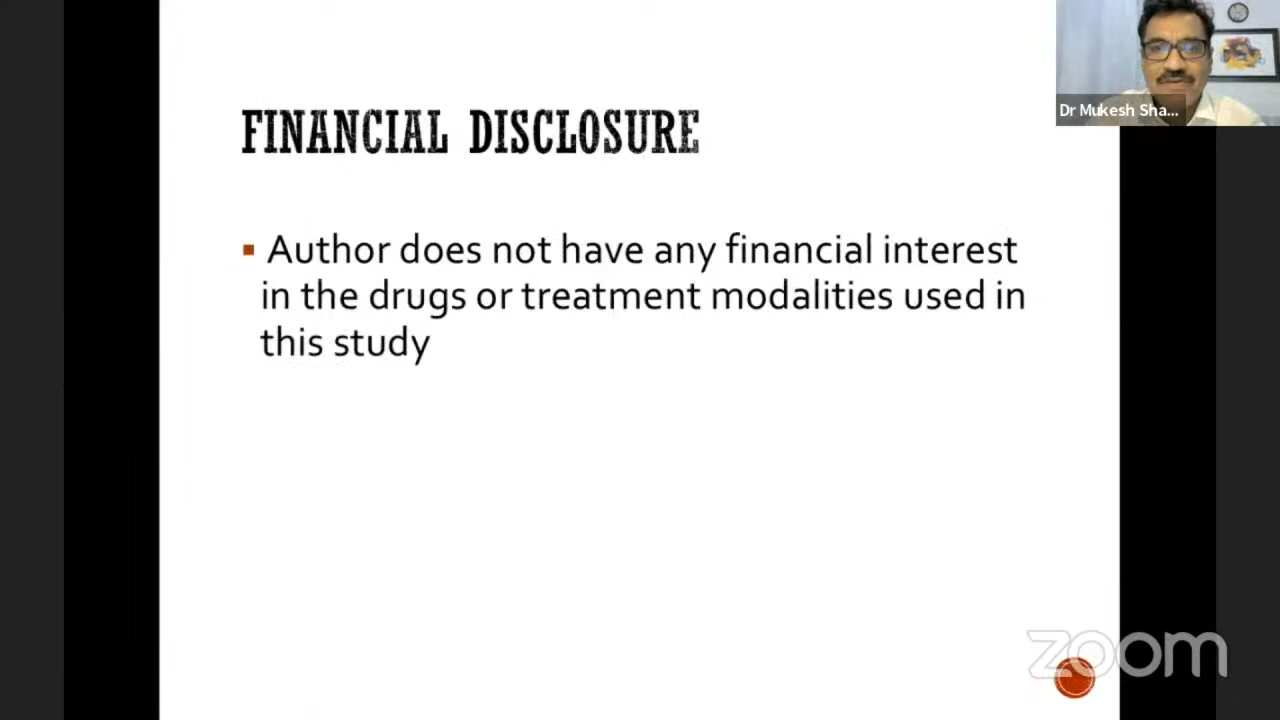 Dr Mukesh Sha...
FINANCIAL DISCLOSURE
Author does not have any financial interest
in the drugs or treatment modalities used in
this study
zoom